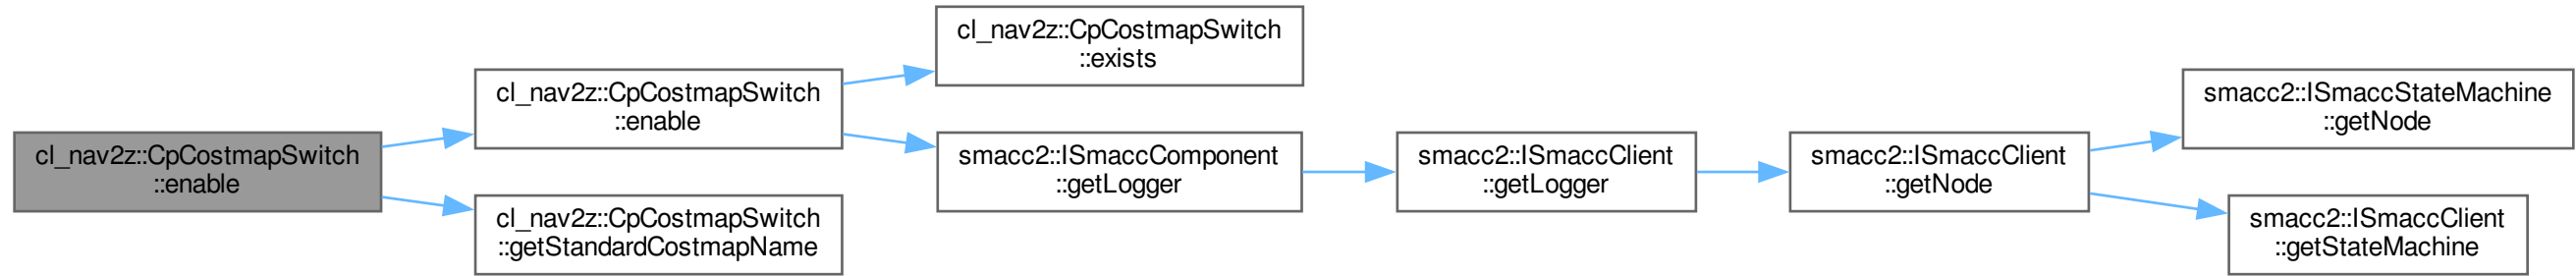 cl_nav2z::CpCostmapSwitch
::enable
cl_nav2z::CpCostmapSwitch
::enable
cl_nav2z::CpCostmapSwitch
::getStandardCostmapName
cl_nav2z::CpCostmapSwitch
::exists
smacc2::ISmaccComponent
::getLogger
smacc2::ISmaccClient
::getLogger
smacc2::ISmaccClient
::getNode
smacc2::ISmaccStateMachine
::getNode
smacc2::ISmaccClient
::getStateMachine